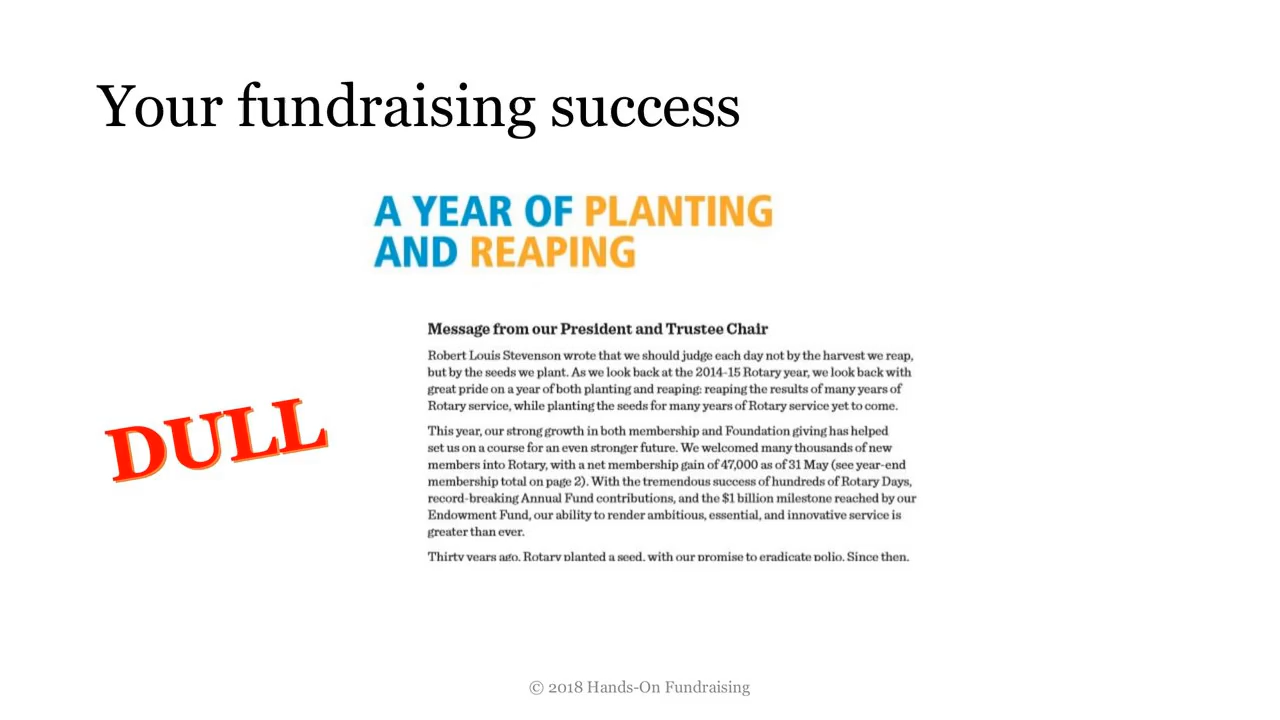 Your fundraising success
A YEAR OF PLANTING
AND REAPING
Message from our President and Trustee Chair
Robert Louis Stevenson wrote that we should judge each day not by the harvest we reap,
but by the seeds we plant. As we look back at the 2014-15 Rotary year, we look back with
great pride on a year of both planting and reaping: reaping the results of many years of
Rotary service, while planting the seeds for many years of Rotary service yet to come.
DULL
This year, our strong growth in both membership and Foundation giving has helped
set us on a course for an even stronger future. We welcomed many thousands of new
members into Rotary, with a net membership gain of 47,000 as of 31 May (see year-end
membership total on page 2). With the tremendous success of hundreds of Rotary Days,
record-breaking Annual Fund contributions, and the $1 billion milestone reached by our
Endowment Fund, our ability to render ambitious, essential, and innovative service is
greater than ever.
Thirty years ago, Rotary planted a seed, with our promise to eradicate polio. Since then,
© 2018 Hands-On Fundraising